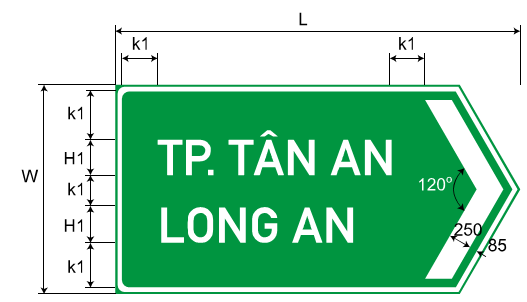 L
k1 k1
k1
H1
W
k1
H1
k1
TP. TÂN AN
LONG AN
120°
250
85